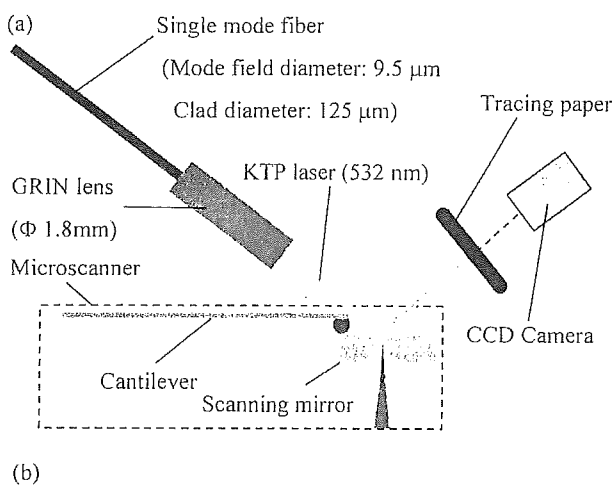 (a)
Single mode fiber
(Mode field diameter: 9.5 μm
Clad diameter: 125 μm)
Tracing paper
KTP laser (532 nm)
GRIN lens
(Φ 1.8mm)
Microscanner
CCD Camera
Cantilever
Scanning mirror
(b)